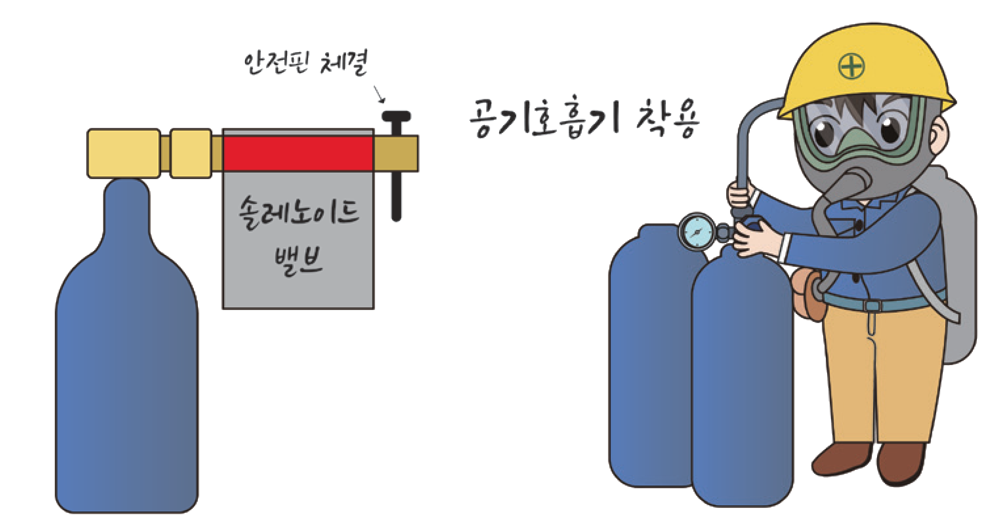 안전핀 체결
공기호흡기 착용
솔레노이드
밸브